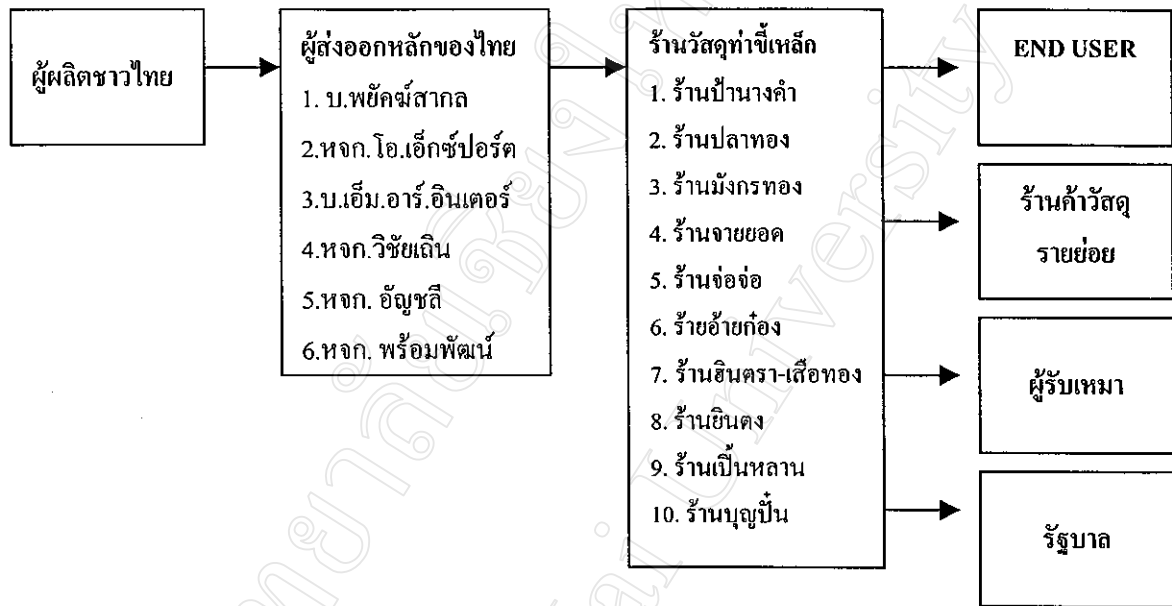 ผู้ผลิตชาวไทย
ผู้ส่งออกหลักของไทย
1. บ.พยัคฆ์สากล
2.หจก.โอ.เอ็กซ์ปอร์ต
3.บ.เอ็ม.อาร์.อินเตอร์
4.หจก.วิชัยเถิน
5.หจก. อัญชลี
6.หจก. พร้อมพัฒน์
ร้านวัสดุท่าขี้เหล็ก
1. ร้านป้านางคำ
2. ร้านปลาทอง
3. ร้านมังกรทอง
4. ร้านจายยอด
5. ร้านจ่อจ่อ
6. ร้ายอ้ายก๋อง
7. ร้านฮินตรา-เสือทอง
8. ร้านยินตง
9. ร้านเปิ้นหลาน
10. ร้านบุญปั๋น
END USER
ร้านค้าวัสดุ
รายย่อย
ผู้รับเหมา
รัฐบาล